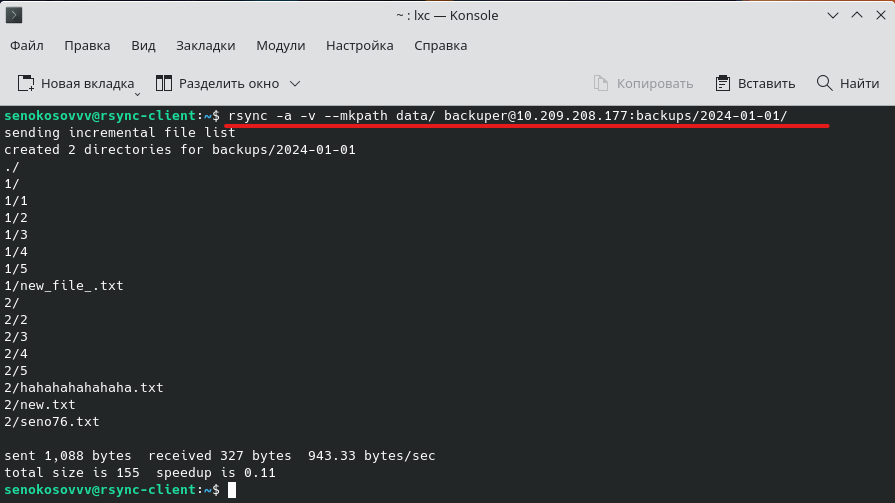 ~ : lxc — Konsole
Файл Правка Вид Закладки Модули Настройка Справка
Новая вкладка Разделить окно Копировать Вставить Найти
senokosovvv@rsync-client:~$ rsync -a -v --mkpath data/ backuper@10.209.208.177:backups/2024-01-01/
sending incremental file list
created 2 directories for backups/2024-01-01
./
1/
1/1
1/2
1/3
1/4
1/5
1/new_file_.txt
2/
2/2
2/3
2/4
2/5
2/hahahahahahaha.txt
2/new.txt
2/seno76.txt
sent 1,088 bytes  received 327 bytes  943.33 bytes/sec
total size is 155  speedup is 0.11
senokosovvv@rsync-client:~$